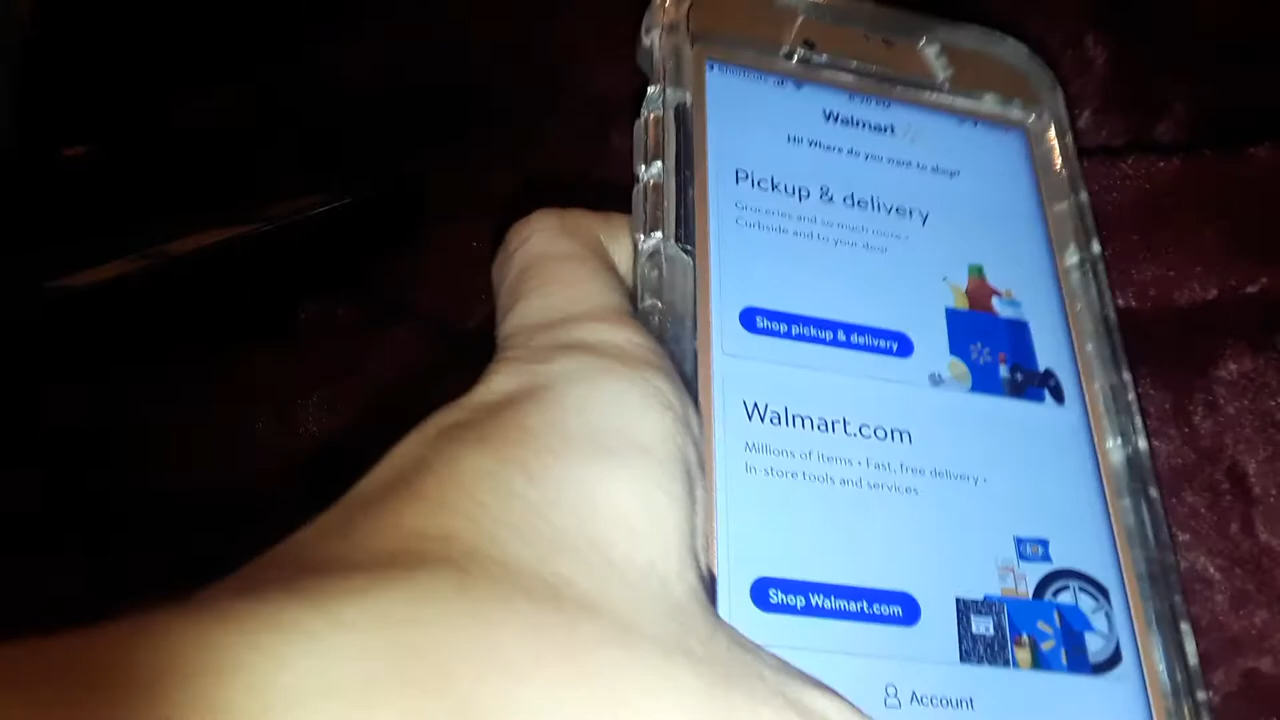 Shortcuts
Walmart
Hi! Where do you want to shop?
Pickup & delivery
Groceries and so much more •
Curbside and to your door
Shop pickup & delivery
Walmart.com
Millions of items • Fast, free delivery •
In-store tools and services
Shop Walmart.com
Account